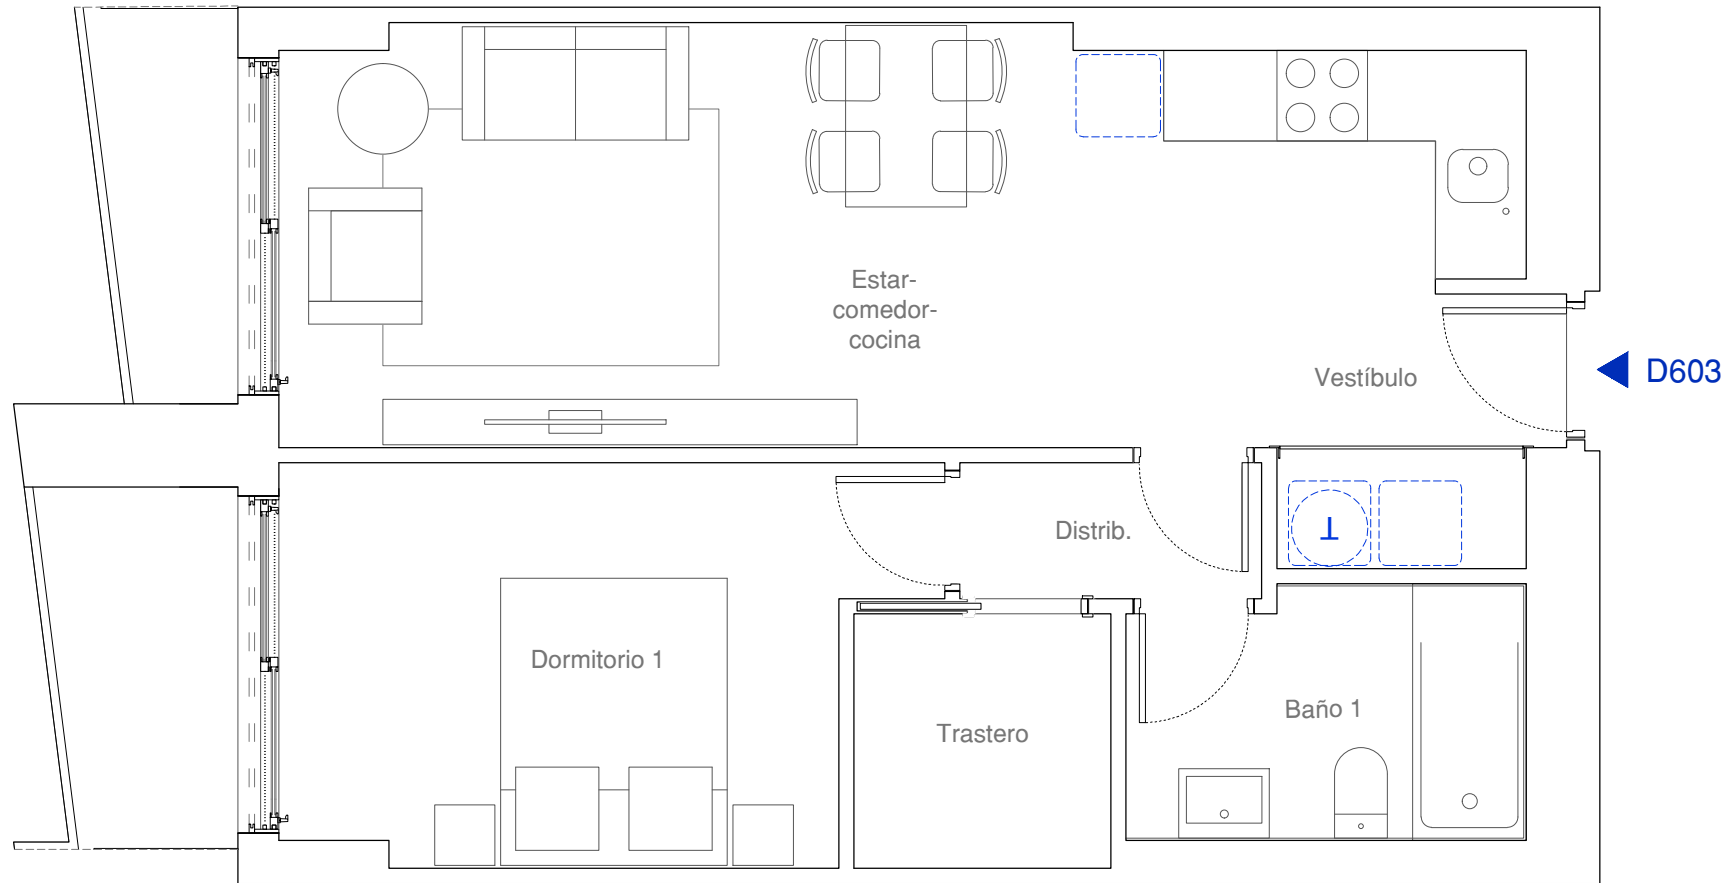 Estar-
comedor-
cocina
Vestíbulo
D603
Distrib.
Dormitorio 1
Trastero
Baño 1